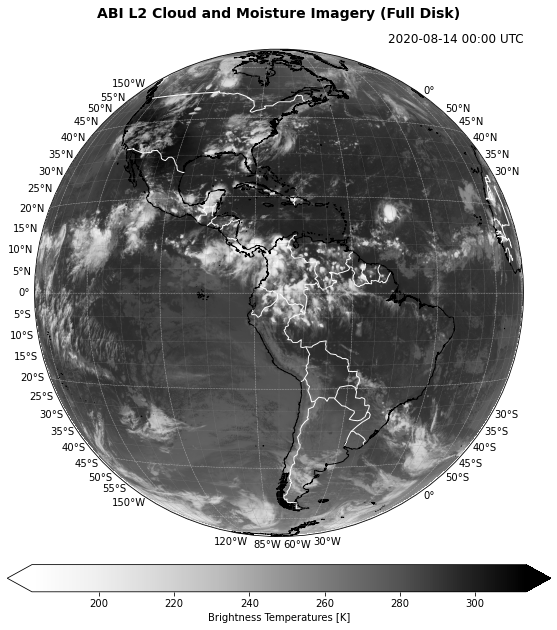 ABI L2 Cloud and Moisture Imagery (Full Disk)
2020-08-14 00:00 UTC
150°W
0°
55°N
50°N
50°N
45°N
45°N
40°N
40°N
35°N
35°N
30°N
30°N
25°N
20°N
15°N
10°N
5°N
0°
5°S
10°S
15°S
20°S
25°S
30°S
30°S
35°S
35°S
40°S
40°S
45°S
45°S
50°S
50°S
55°S
0°
150°W
120°W 85°W 60°W 30°W
200 220 240 260 280 300
Brightness Temperatures [K]